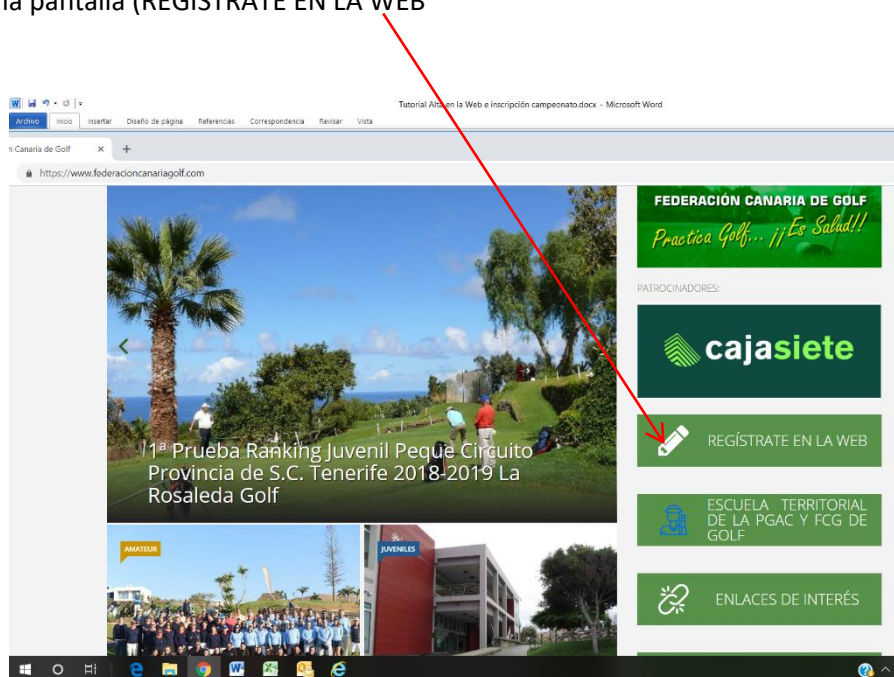 la pantalla (REGISTRATE EN LA WEB
Tutorial Alta en la Web e inscripción campeonato.docx - Microsoft Word
Archivo Inicio Insertar Diseño de página Referencias Correspondencia Revisar Vista
n Canaria de Golf × +
https://www.federacioncanariagolf.com
FEDERACIÓN CANARIA DE GOLF
Practica Golf... ¡¡Es Salud!!
PATROCINADORES:
cajasiete
REGÍSTRATE EN LA WEB
1ª Prueba Ranking Juvenil Peque Circuito
Provincia de S.C. Tenerife 2018-2019 La
Rosaleda Golf
ESCUELA TERRITORIAL
DE LA PGAC Y FCG DE
GOLF
AMATEUR
JUVENILES
ENLACES DE INTERÉS